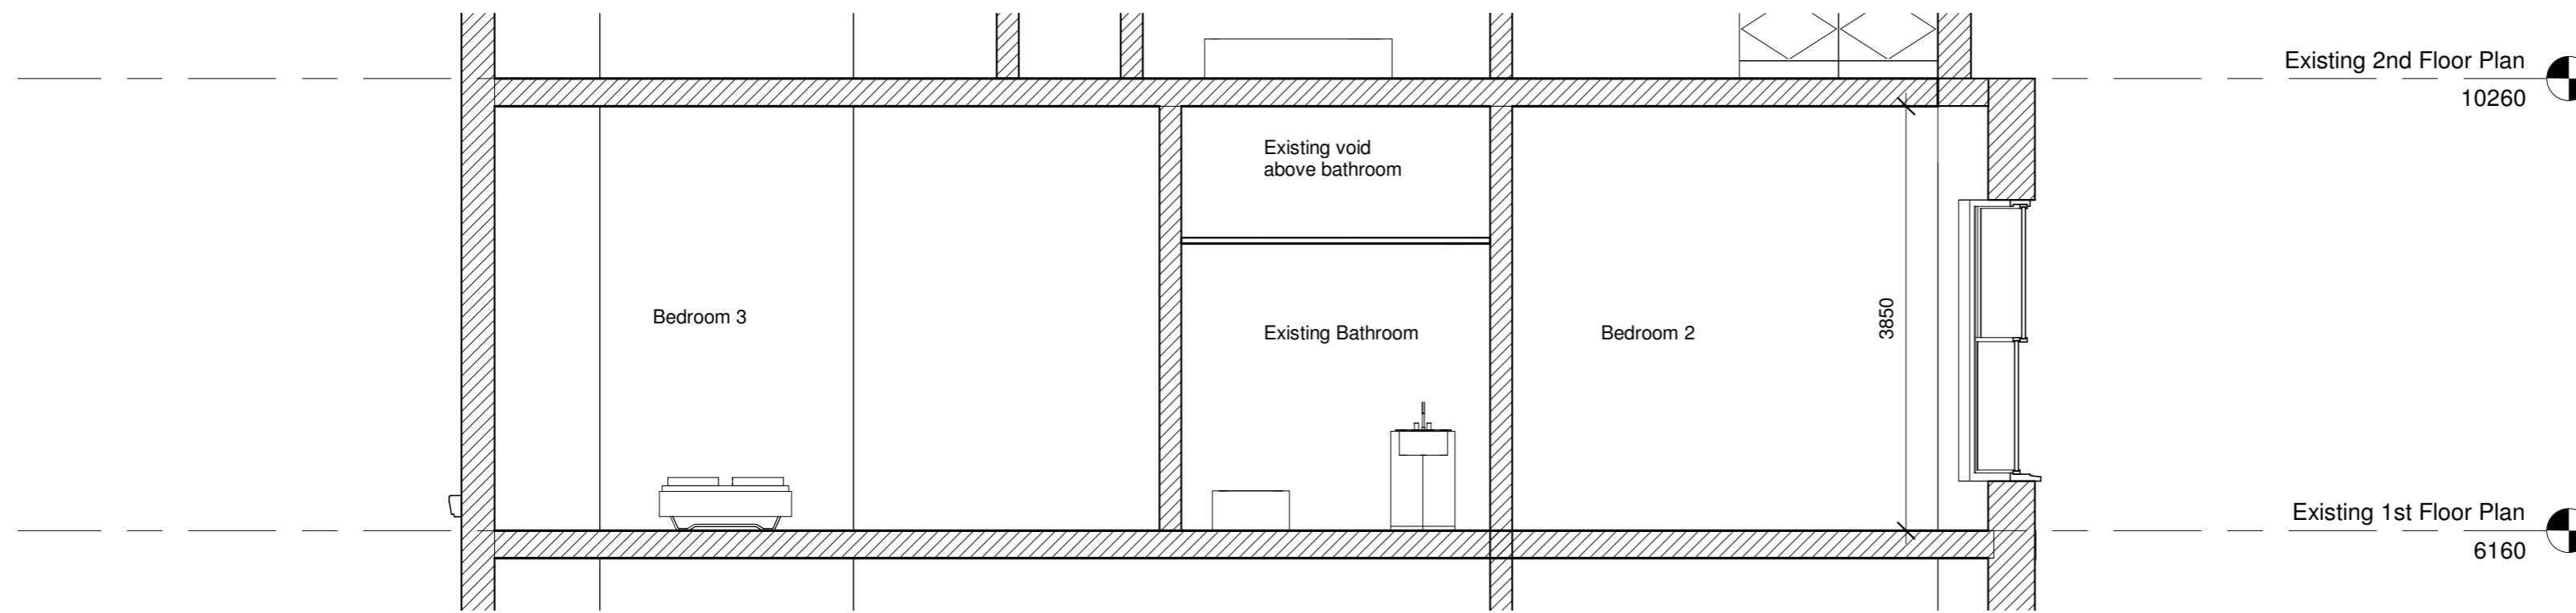 Existing 2nd Floor Plan
10260
Existing void
above bathroom
Bedroom 3
Existing Bathroom
Bedroom 2
3850
Existing 1st Floor Plan
6160